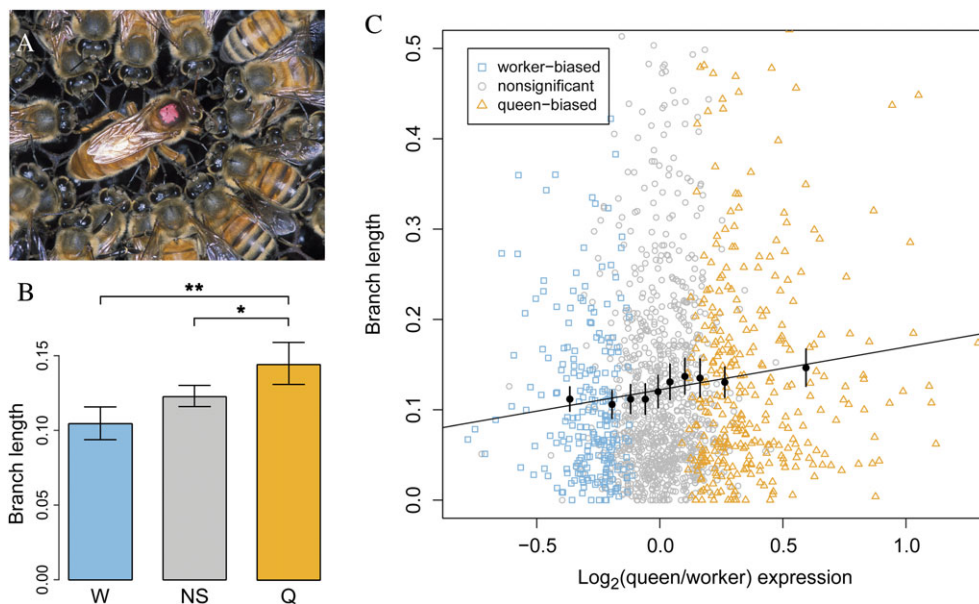 A
B
**
*
Branch length
0.15
0.10
0.05
0.00
W NS Q
C
worker−biased
nonsignificant
queen−biased
Branch length
0.5
0.4
0.3
0.2
0.1
0.0
−0.5 0.0 0.5 1.0
Log₂(queen/worker) expression